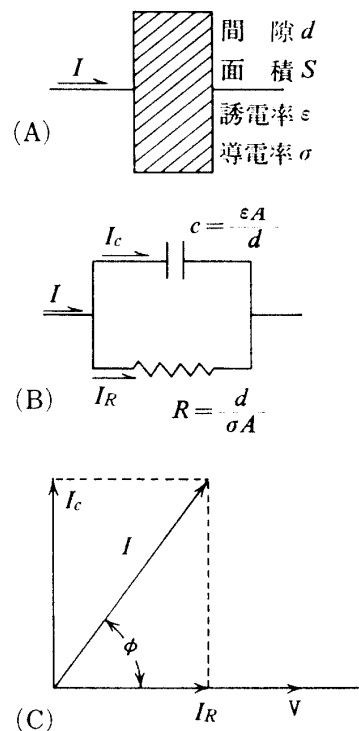 間 隙 d
I
面 積 S
(A)
誘電率 ε
導電率 σ
I_c c = εA/d
I
I_R R = d/σA
(B)
I_c
I
φ
I_R V
(C)